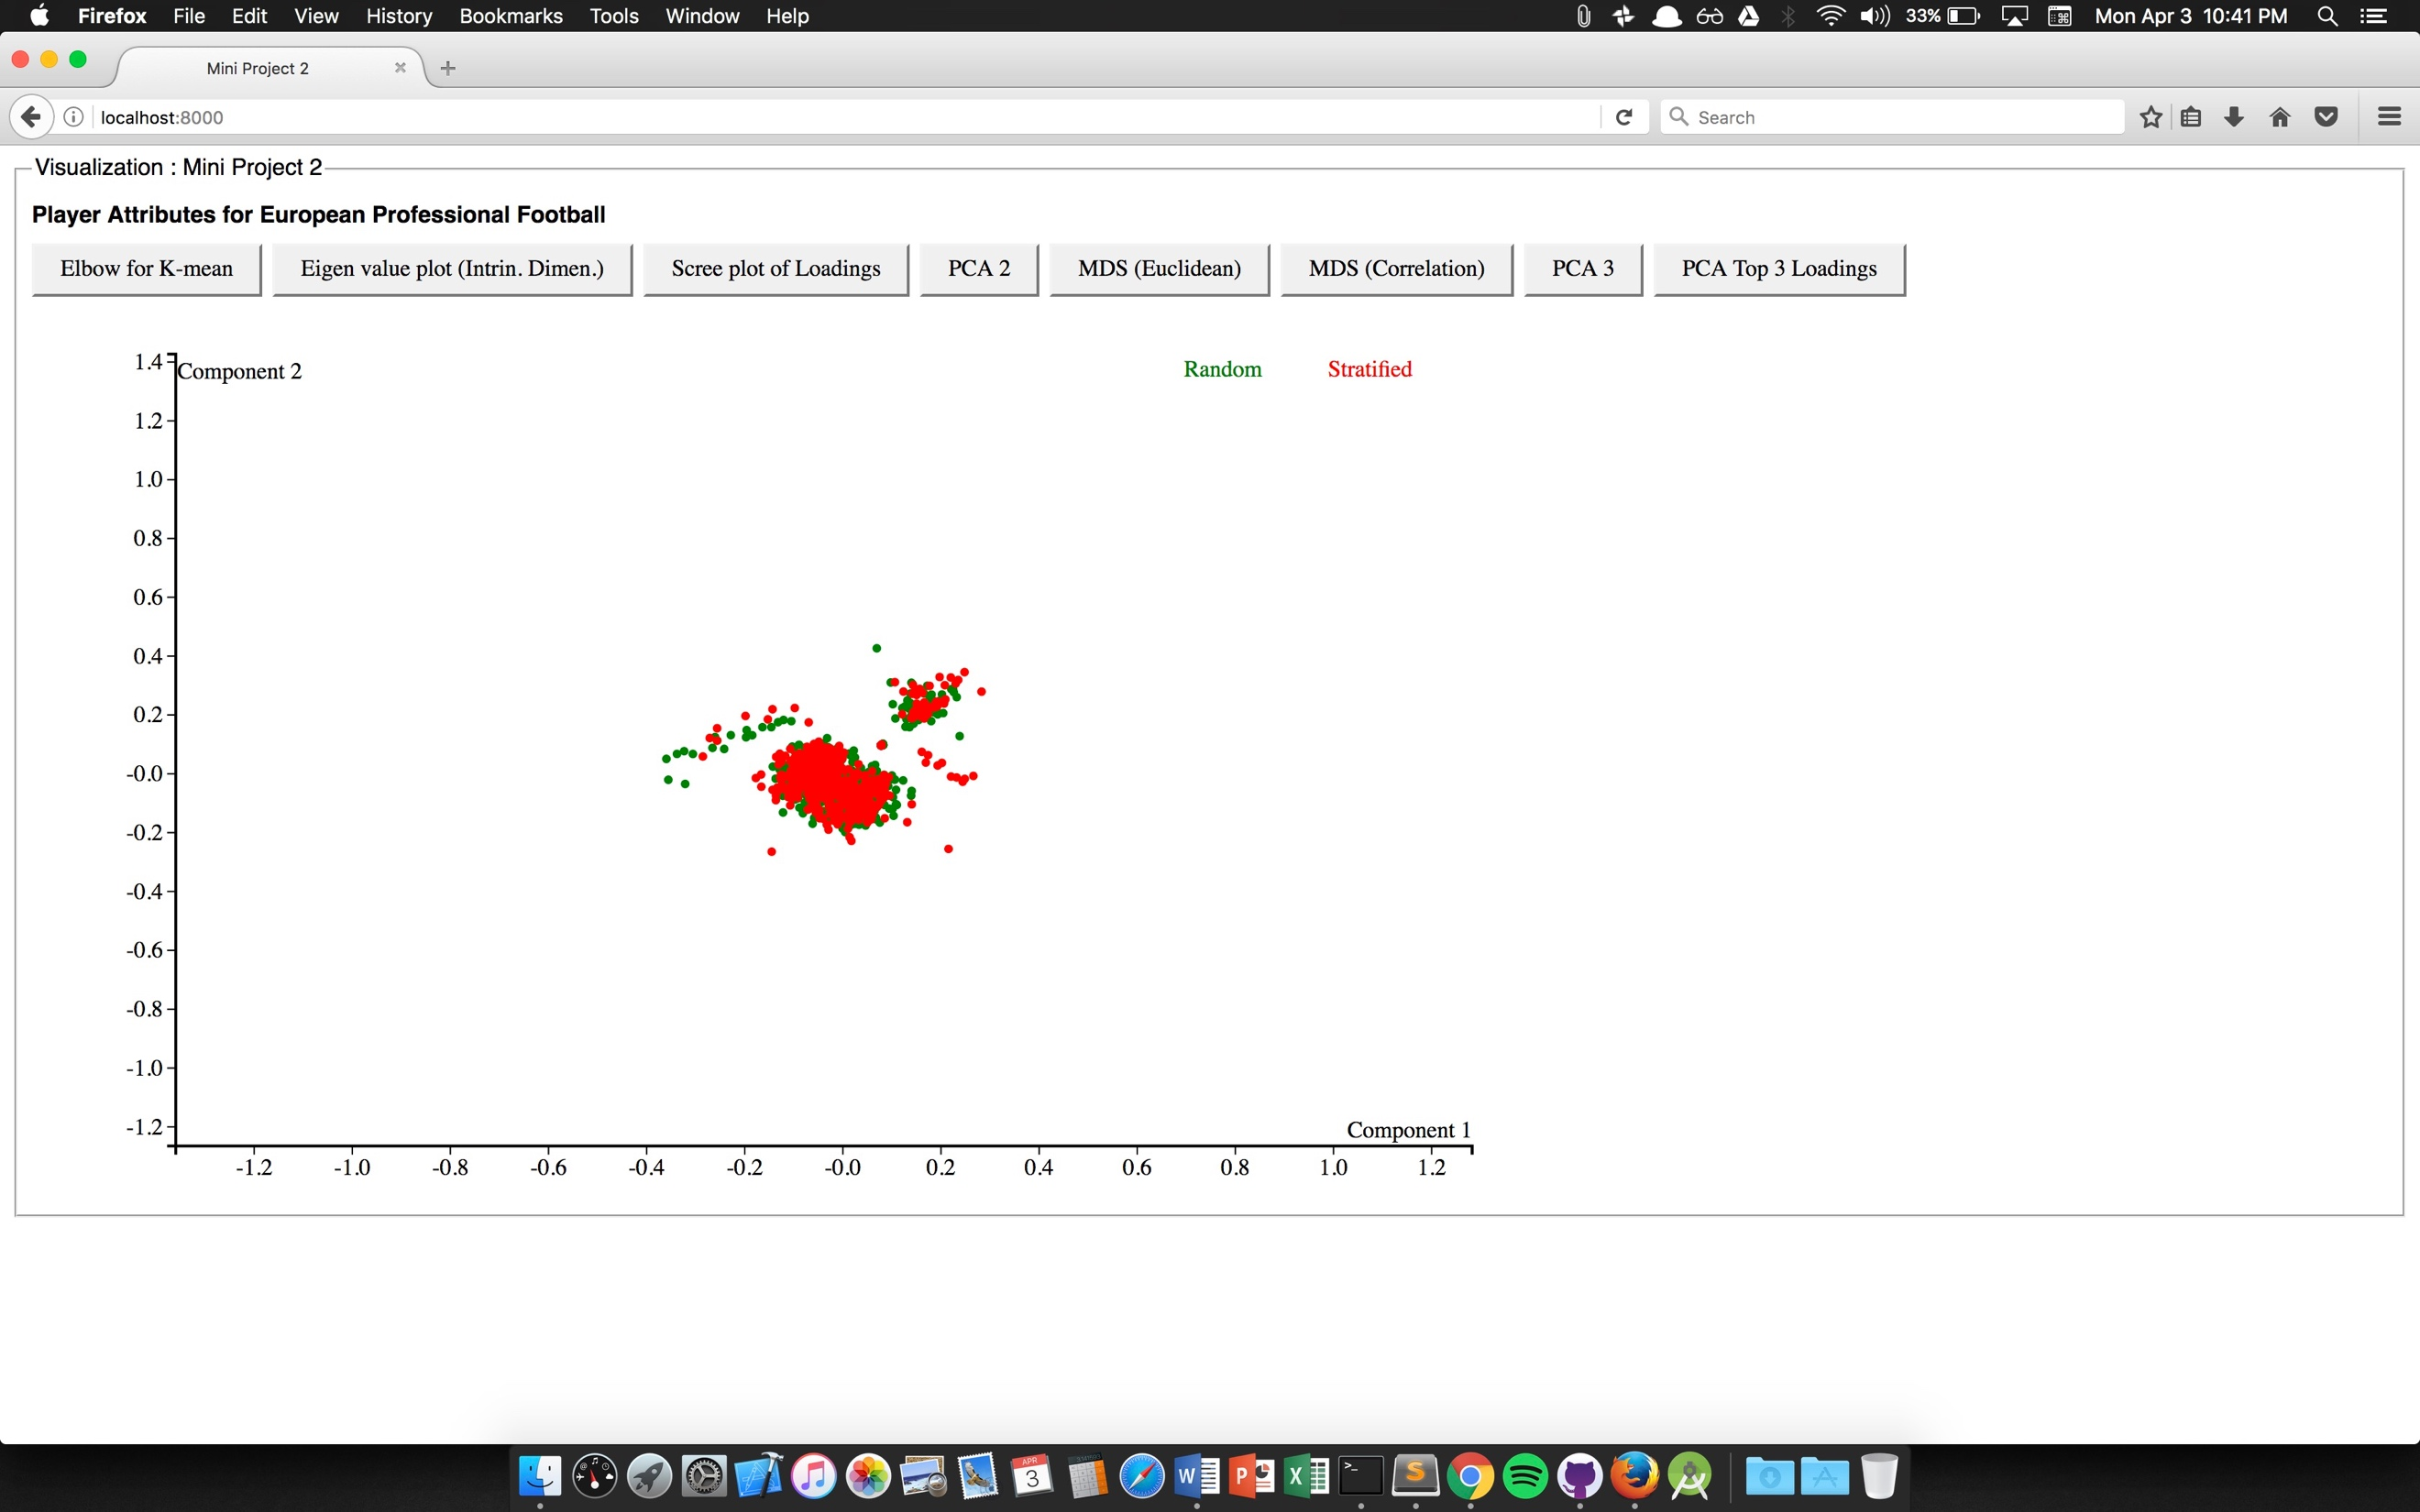 Firefox File Edit View History Bookmarks Tools Window Help 33% Mon Apr 3 10:41 PM
Mini Project 2
localhost:8000 Search
Visualization : Mini Project 2
Player Attributes for European Professional Football
Elbow for K-mean Eigen value plot (Intrin. Dimen.) Scree plot of Loadings PCA 2 MDS (Euclidean) MDS (Correlation) PCA 3 PCA Top 3 Loadings
1.4 Component 2 Random Stratified
1.2
1.0
0.8
0.6
0.4
0.2
-0.0
-0.2
-0.4
-0.6
-0.8
-1.0
-1.2 Component 1
-1.2 -1.0 -0.8 -0.6 -0.4 -0.2 -0.0 0.2 0.4 0.6 0.8 1.0 1.2
APR
3 W P X >_ S